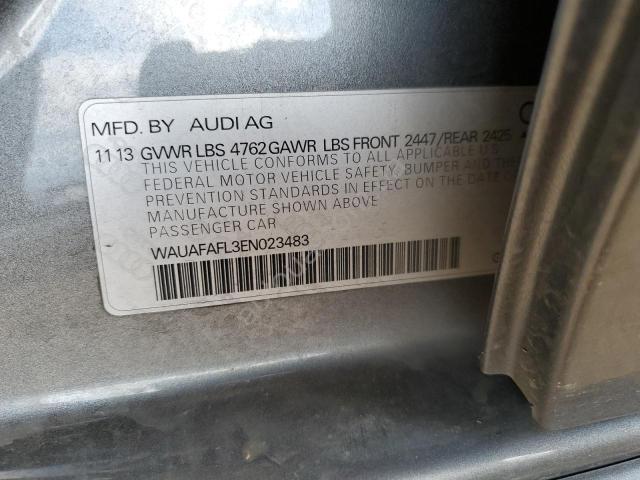 MFD. BY AUDI AG
11 13 GVWR LBS 4762 GAWR LBS FRONT 2447/REAR 2425
THIS VEHICLE CONFORMS TO ALL APPLICABLE U.S.
FEDERAL MOTOR VEHICLE SAFETY, BUMPER AND THEFT
PREVENTION STANDARDS IN EFFECT ON THE DATE OF
MANUFACTURE SHOWN ABOVE
PASSENGER CAR
WAUAFAFL3EN023483